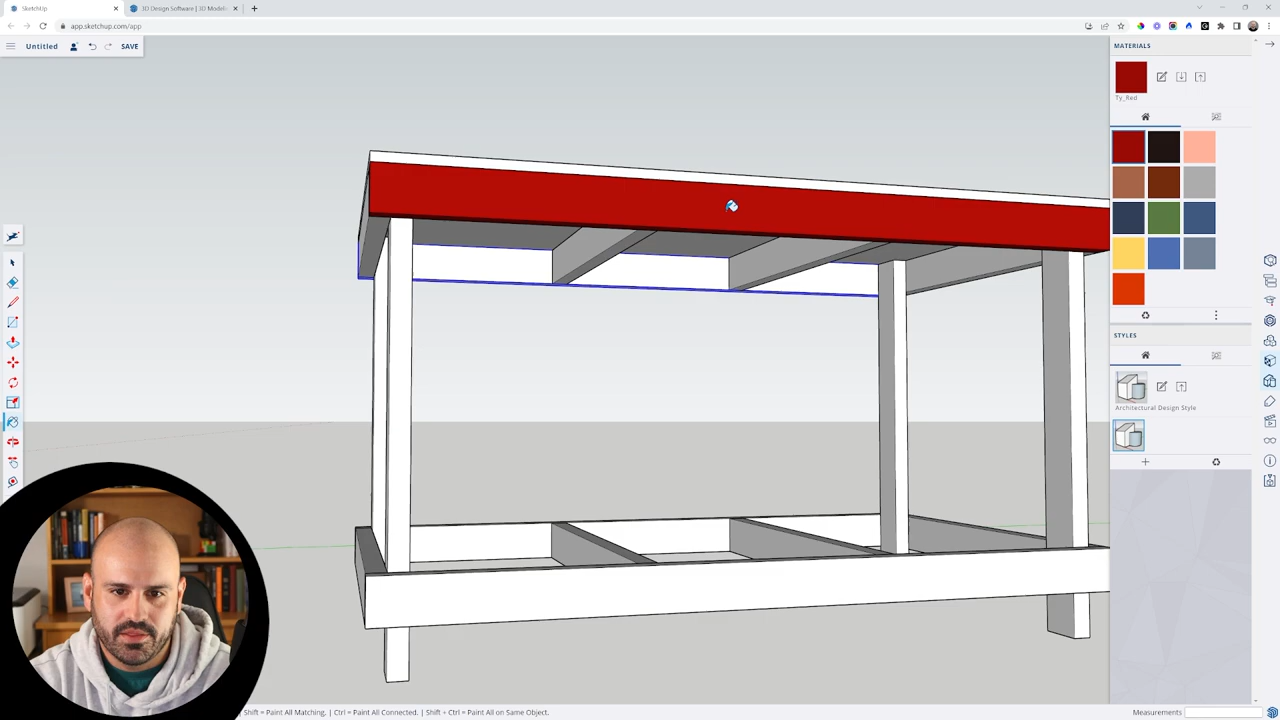 SketchUp
3D Design Software | 3D Modeli
app.sketchup.com/app
Untitled
SAVE
MATERIALS
Ty_Red
STYLES
Architectural Design Style
Shift = Paint All Matching. | Ctrl = Paint All Connected. | Shift + Ctrl = Paint All on Same Object.
Measurements